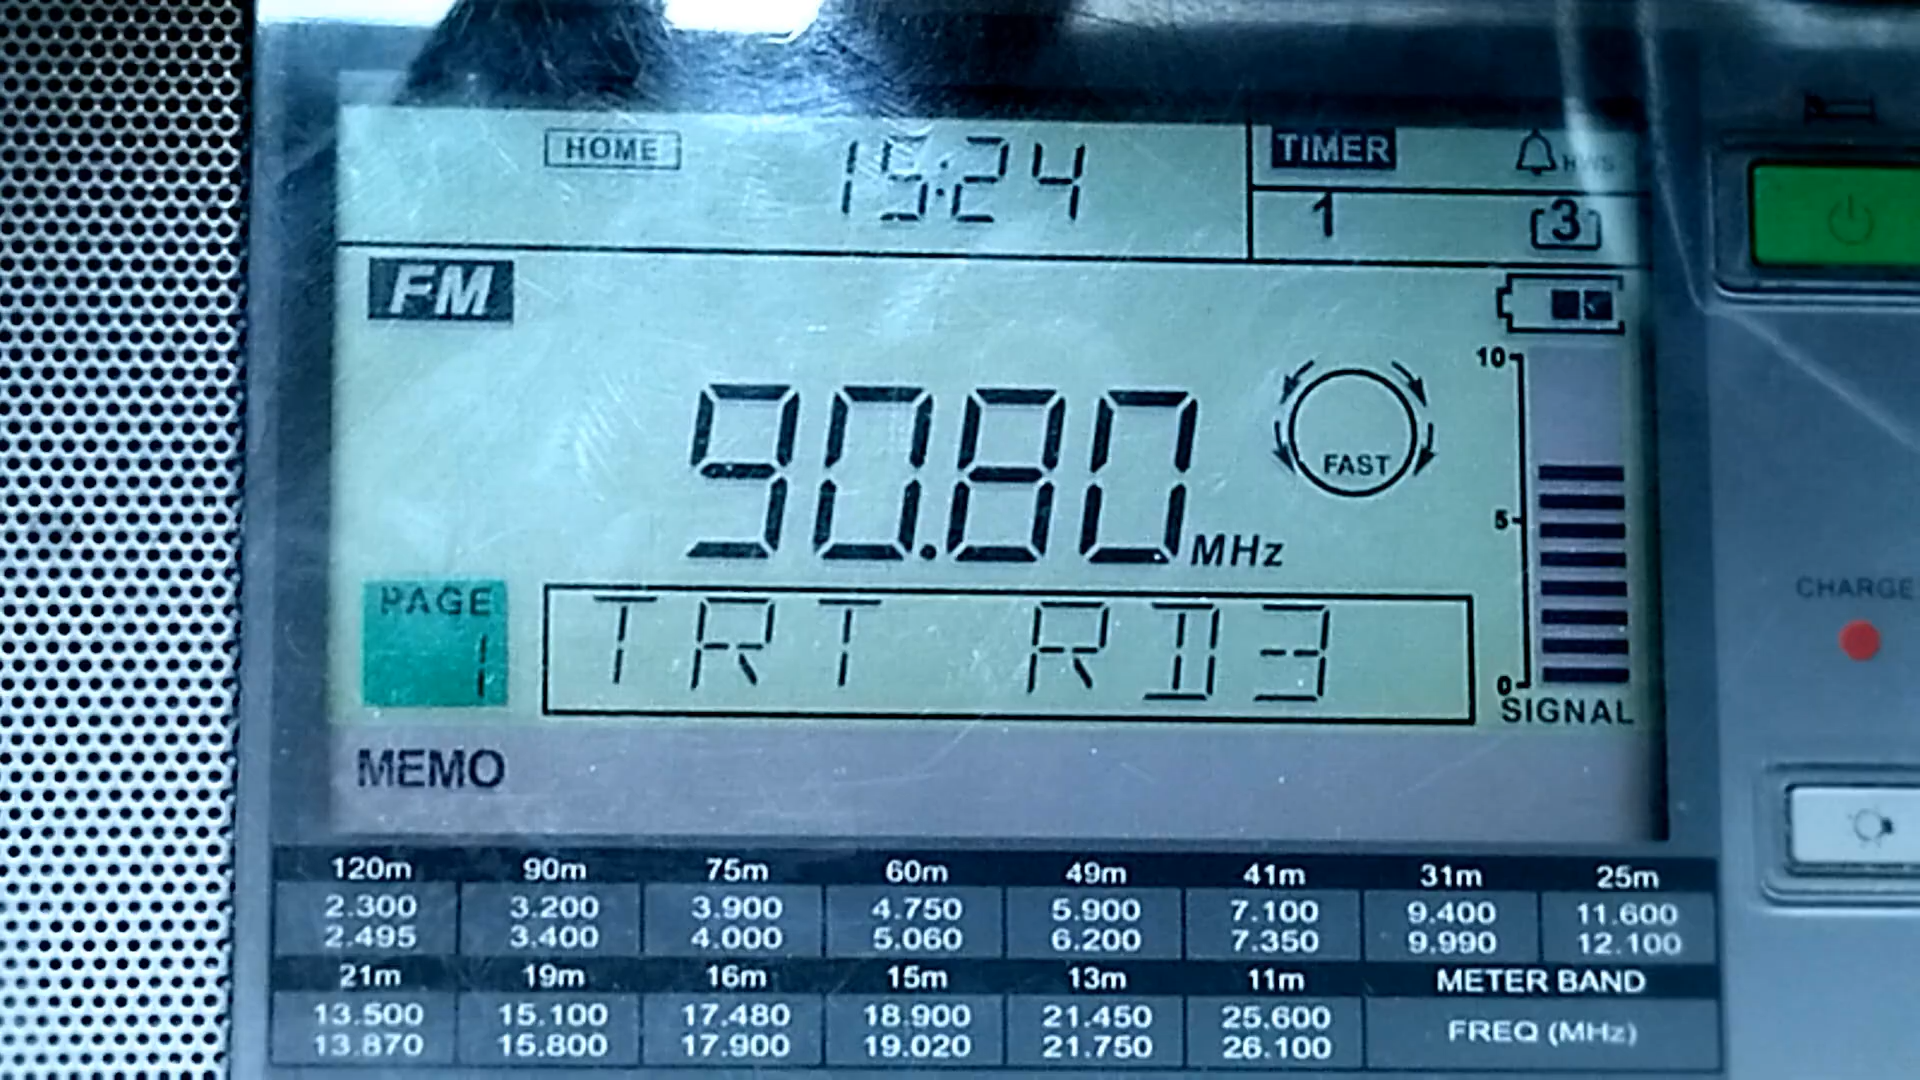 HOME 15:24 TIMER
1 3
FM
90.80 MHz
FAST
10
5
0
SIGNAL
PAGE
1
TRT RD3
MEMO
CHARGE
120m 90m 75m 60m 49m 41m 31m 25m
2.300 3.200 3.900 4.750 5.900 7.100 9.400 11.600
2.495 3.400 4.000 5.060 6.200 7.350 9.990 12.100
21m 19m 16m 15m 13m 11m METER BAND
13.500 15.100 17.480 18.900 21.450 25.600 FREQ (MHz)
13.870 15.800 17.900 19.020 21.750 26.100